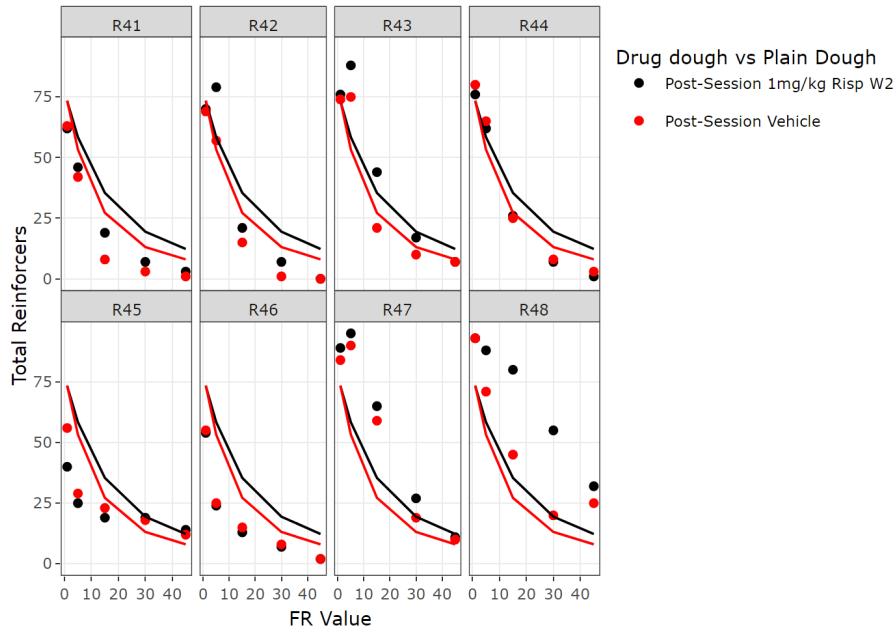 R41 R42 R43 R44
Drug dough vs Plain Dough
Post-Session 1mg/kg Risp W2
Post-Session Vehicle
75
50
25
0
Total Reinforcers
R45 R46 R47 R48
75
50
25
0
0 10 20 30 40 0 10 20 30 40 0 10 20 30 40 0 10 20 30 40
FR Value